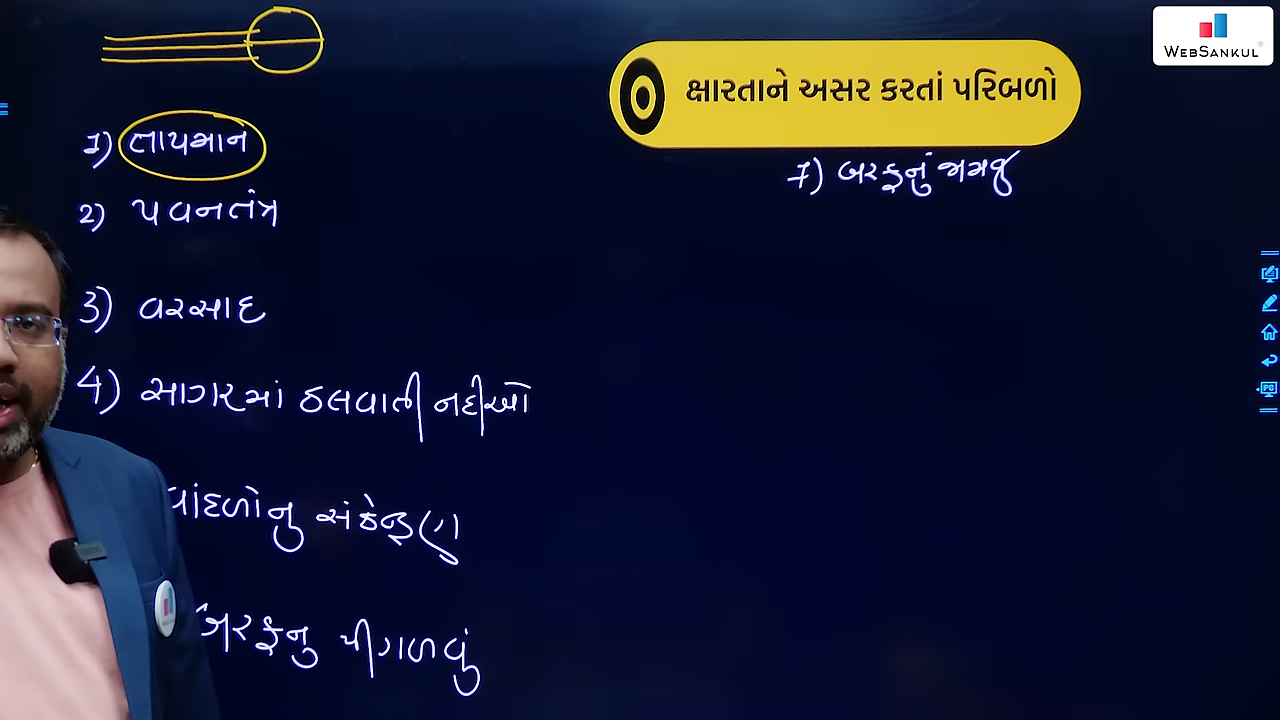 WEBSANKUL
ક્ષારતાને અસર કરતાં પરિબળો
1) તાપમાન
2) પવનતંત્ર
3) વરસાદ
4) સાગરમાં ઠલવાતી નદીઓ
સંકેન્દ્રણ
બરફનુ પીગળવું
7) બરફનું જામવુ